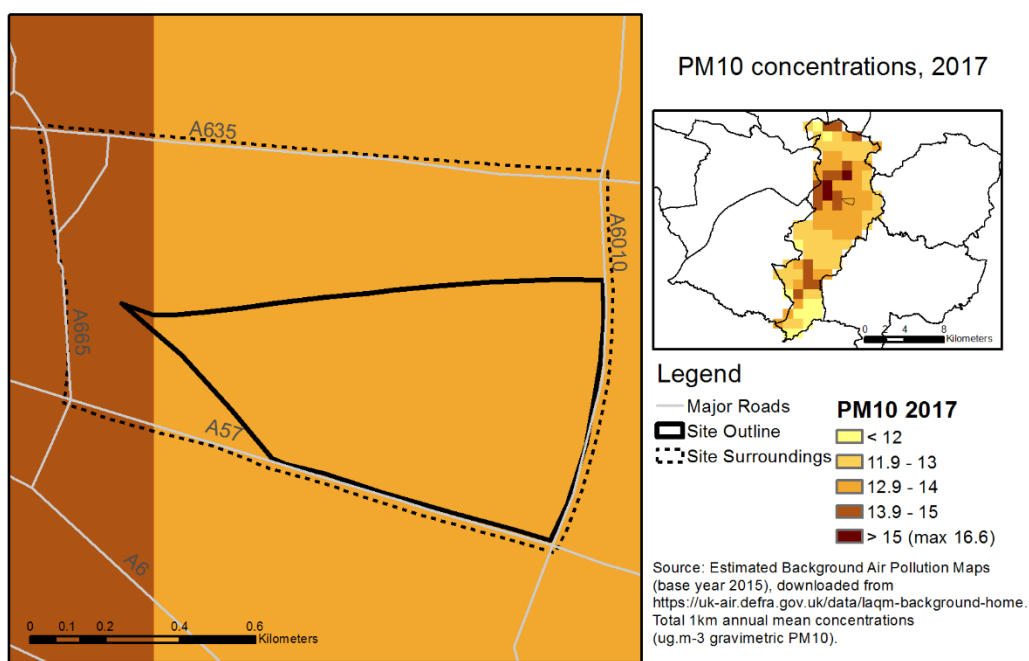 PM10 concentrations, 2017
A635
A6010
A665
A57
A6
0 0.2 0.4 0.6
Kilometers
0 2 4 8
Kilometers
Legend
Major Roads
Site Outline
Site Surroundings
PM10 2017
< 12
11.9 - 13
12.9 - 14
13.9 - 15
> 15 (max 16.6)
Source: Estimated Background Air Pollution Maps
(base year 2015), downloaded from
https://uk-air.defra.gov.uk/data/laqm-background-home.
Total 1km annual mean concentrations
(ug.m-3 gravimetric PM10).